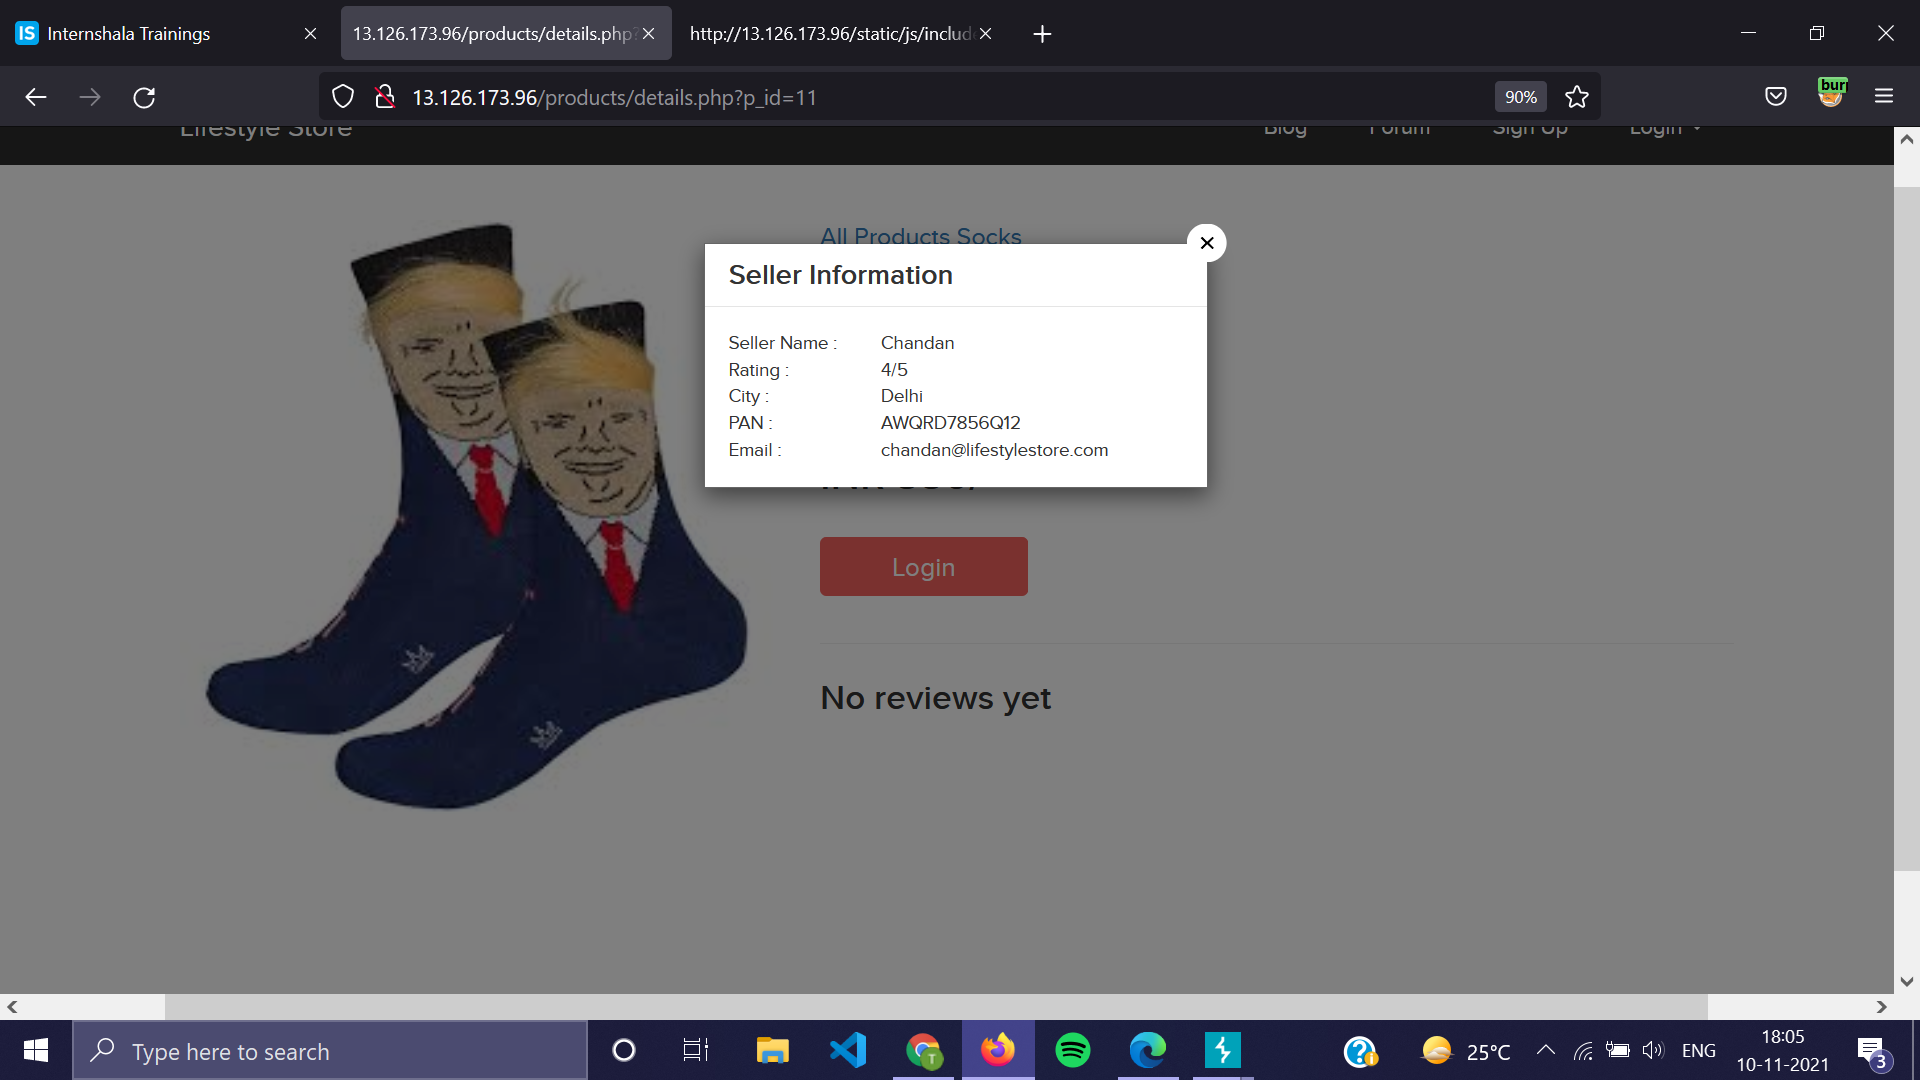 Internshala Trainings
13.126.173.96/products/details.php?
http://13.126.173.96/static/js/includ
13.126.173.96/products/details.php?p_id=11
90%
bur
Lifestyle Store
Blog
Forum
Sign Up
Login
All Products Socks
Seller Information
Seller Name : Chandan
Rating : 4/5
City : Delhi
PAN : AWQRD7856Q12
Email : chandan@lifestylestore.com
Login
No reviews yet
Type here to search
T
25°C
ENG
18:05
10-11-2021
3